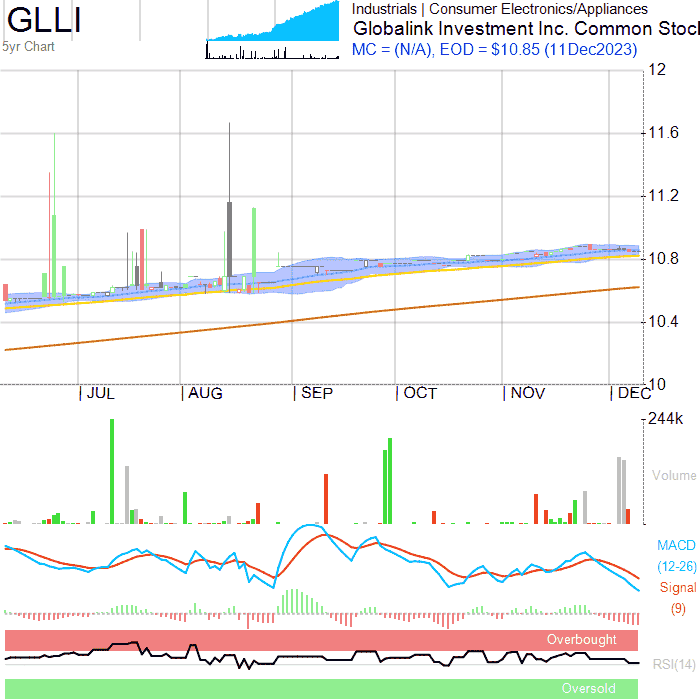 GLLI
5yr Chart
Industrials | Consumer Electronics/Appliances
Globalink Investment Inc. Common Stoc
MC = (N/A), EOD = $10.85 (11Dec2023)
12
11.6
11.2
10.8
10.4
10
JUL
AUG
SEP
OCT
NOV
DEC
244k
Volume
MACD
(12-26)
Signal
(9)
Overbought
RSI(14)
Oversold